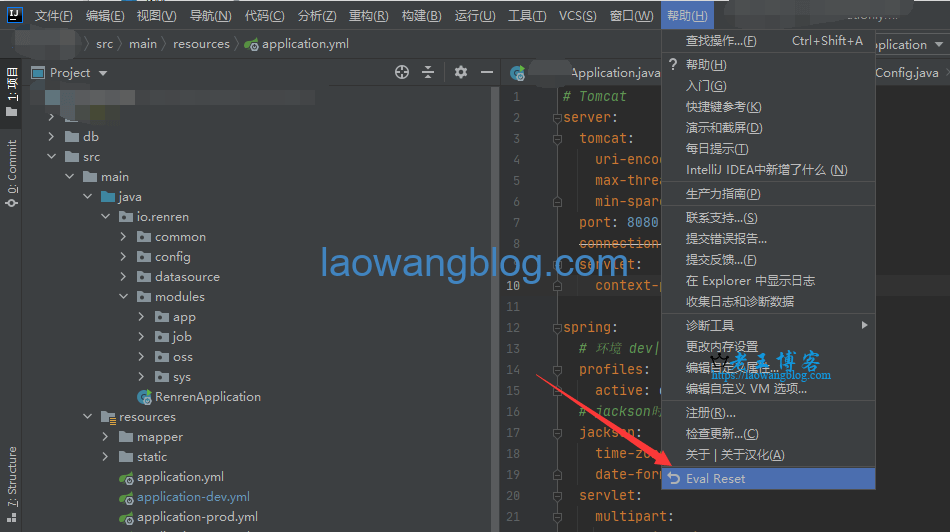 文件(F) 编辑(E) 视图(V) 导航(N) 代码(C) 分析(Z) 重构(R) 构建(B) 运行(U) 工具(T) VCS(S) 窗口(W) 帮助(H)
src main resources application.yml
Project
Application.java
Config.java
1: 项目
0: Commit
7: Structure
db
src
main
java
io.renren
common
config
datasource
modules
app
job
oss
sys
RenrenApplication
resources
mapper
static
application.yml
application-dev.yml
application-prod.yml
1 # Tomcat
2 server:
3 tomcat:
4 uri-enco
5 max-threa
6 min-spare
7 port: 8080
8 connection-
9 servlet:
10 context-p
11
12 spring:
13 # 环境 dev|
14 profiles:
15 active:
16 # jackson时
17 jackson:
18 time-zo
19 date-form
20 servlet:
21 multipart:
查找操作...(F) Ctrl+Shift+A
帮助(H)
入门(G)
快捷键参考(K)
演示和截屏(D)
每日提示(T)
IntelliJ IDEA中新增了什么 (N)
生产力指南(P)
联系支持...(S)
提交错误报告...
提交反馈...(F)
在 Explorer 中显示日志
收集日志和诊断数据
诊断工具
更改内存设置
编辑自定义属性...
编辑自定义 VM 选项...
注册(R)...
检查更新...(C)
关于 | 关于汉化(A)
Eval Reset
laowangblog.com
老王博客
https://laowangblog.com